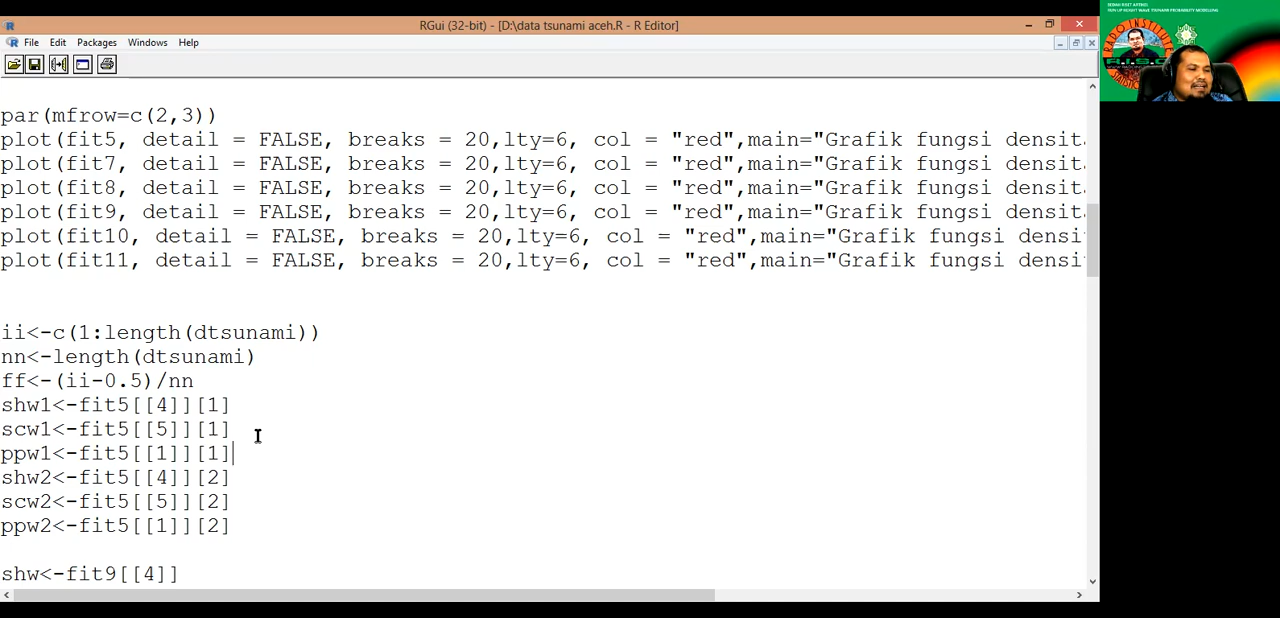 RGui (32-bit) - [D:\data tsunami aceh.R - R Editor]
File Edit Packages Windows Help
par(mfrow=c(2,3))
plot(fit5, detail = FALSE, breaks = 20,lty=6, col = "red",main="Grafik fungsi densita
plot(fit7, detail = FALSE, breaks = 20,lty=6, col = "red",main="Grafik fungsi densita
plot(fit8, detail = FALSE, breaks = 20,lty=6, col = "red",main="Grafik fungsi densita
plot(fit9, detail = FALSE, breaks = 20,lty=6, col = "red",main="Grafik fungsi densita
plot(fit10, detail = FALSE, breaks = 20,lty=6, col = "red",main="Grafik fungsi densi
plot(fit11, detail = FALSE, breaks = 20,lty=6, col = "red",main="Grafik fungsi densi
ii<-c(1:length(dtsunami))
nn<-length(dtsunami)
ff<-(ii-0.5)/nn
shw1<-fit5[[4]][1]
scw1<-fit5[[5]][1]
ppw1<-fit5[[1]][1]
shw2<-fit5[[4]][2]
scw2<-fit5[[5]][2]
ppw2<-fit5[[1]][2]
shw<-fit9[[4]]